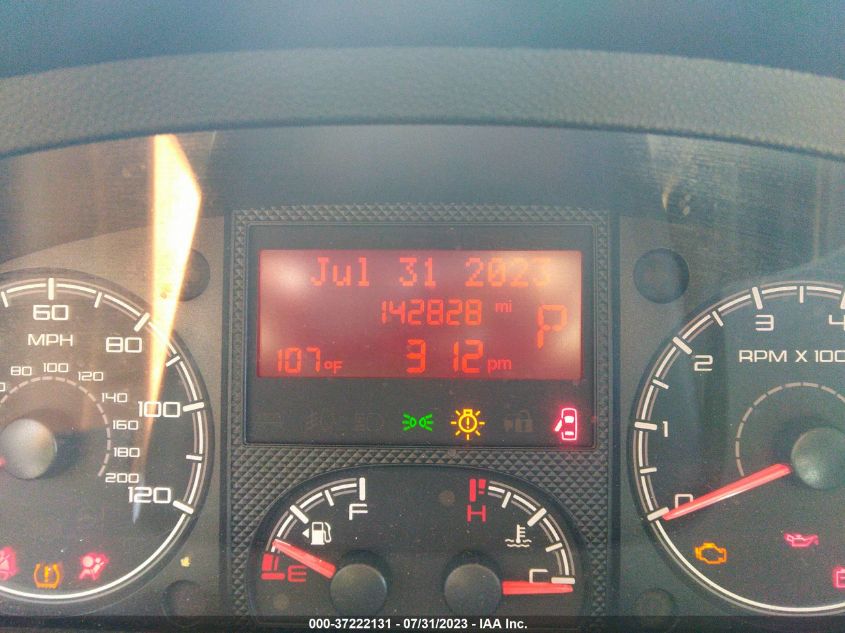 Jul 31 2023
142828 mi
P
107°F
3 12 pm
60
MPH
80
80 100 120
140
100
160
180
200
120
F
E
H
C
4
3
2
RPM X 100
1
0
000-37222131 - 07/31/2023 - IAA Inc.